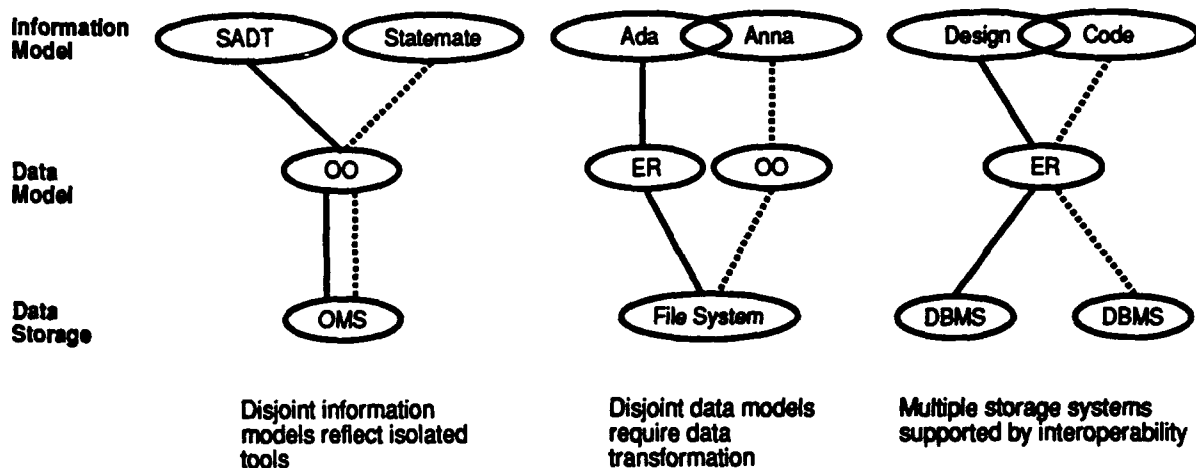 Information
Model
SADT
Statemate
Ada
Anna
Design
Code
Data
Model
OO
ER
OO
ER
Data
Storage
OMS
File System
DBMS
DBMS
Disjoint information
models reflect isolated
tools
Disjoint data models
require data
transformation
Multiple storage systems
supported by interoperability